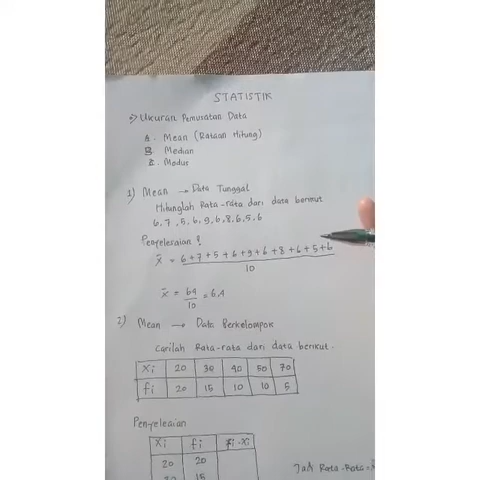 STATISTIK
Ukuran Pemusatan Data
A. Mean (Rataan Hitung)
B Median
C. Modus
1) Mean → Data Tunggal
Hitunglah Rata-rata dari data berikut
6,7,5,6,9,6,8,6,5,6
Penyelesaian
x̄ = 6+7+5+6+9+6+8+6+5+6
10
x̄ = 64
10 = 6.4
2) Mean → Data Berkelompok
Carilah Rata-rata dari data berikut.
Xi 20 30 40 50 70
fi 20 15 10 10 5
Penyeleaian
Xi fi fi.xi
20 20
30 15
Jadi Rata-Rata =